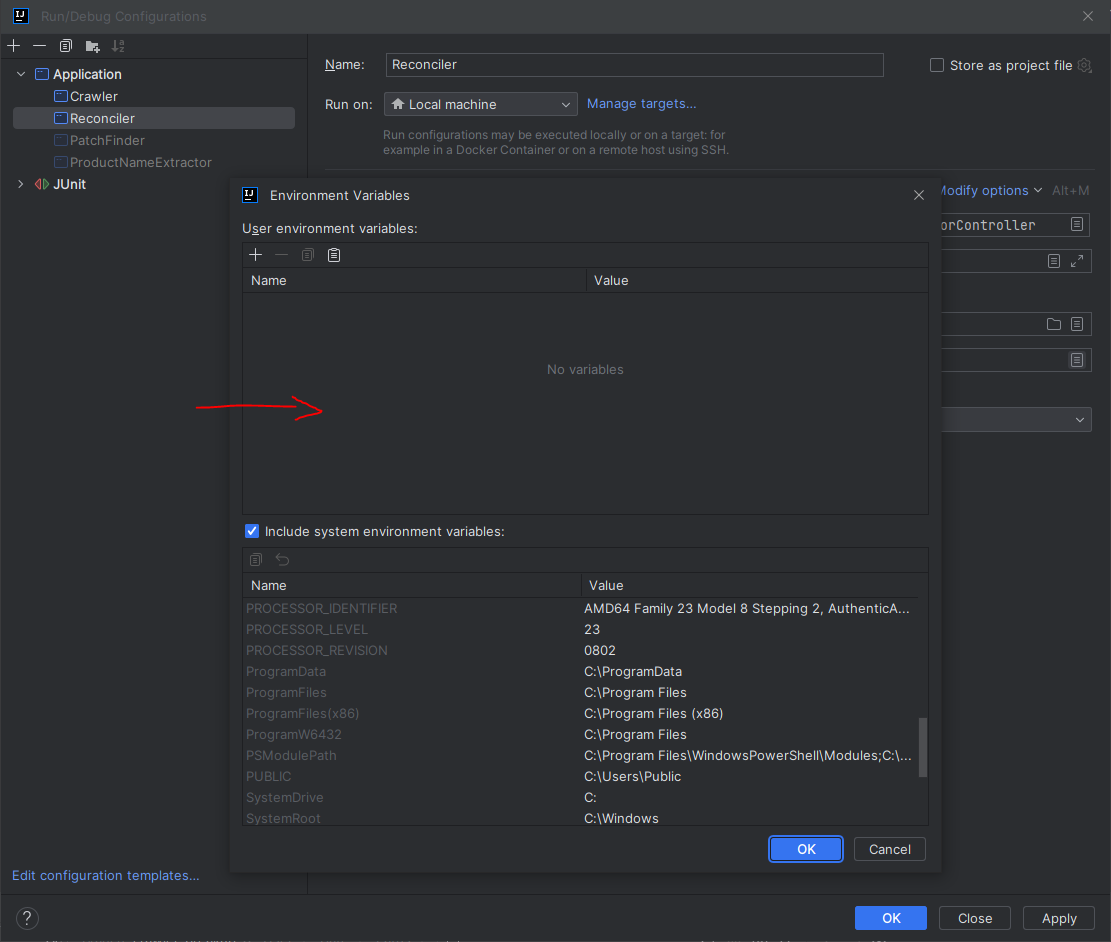 Run/Debug Configurations
Application
Crawler
Reconciler
PatchFinder
ProductNameExtractor
JUnit
Name: Reconciler
Store as project file
Run on: Local machine Manage targets...
Run configurations may be executed locally or on a target: for
example in a Docker Container or on a remote host using SSH.
Modify options Alt+M
orController
Environment Variables
User environment variables:
Name Value
No variables
Include system environment variables:
Name Value
PROCESSOR_IDENTIFIER AMD64 Family 23 Model 8 Stepping 2, AuthenticA...
PROCESSOR_LEVEL 23
PROCESSOR_REVISION 0802
ProgramData C:\ProgramData
ProgramFiles C:\Program Files
ProgramFiles(x86) C:\Program Files (x86)
ProgramW6432 C:\Program Files
PSModulePath C:\Program Files\WindowsPowerShell\Modules;C:\...
PUBLIC C:\Users\Public
SystemDrive C:
SystemRoot C:\Windows
OK Cancel
Edit configuration templates...
? OK Close Apply